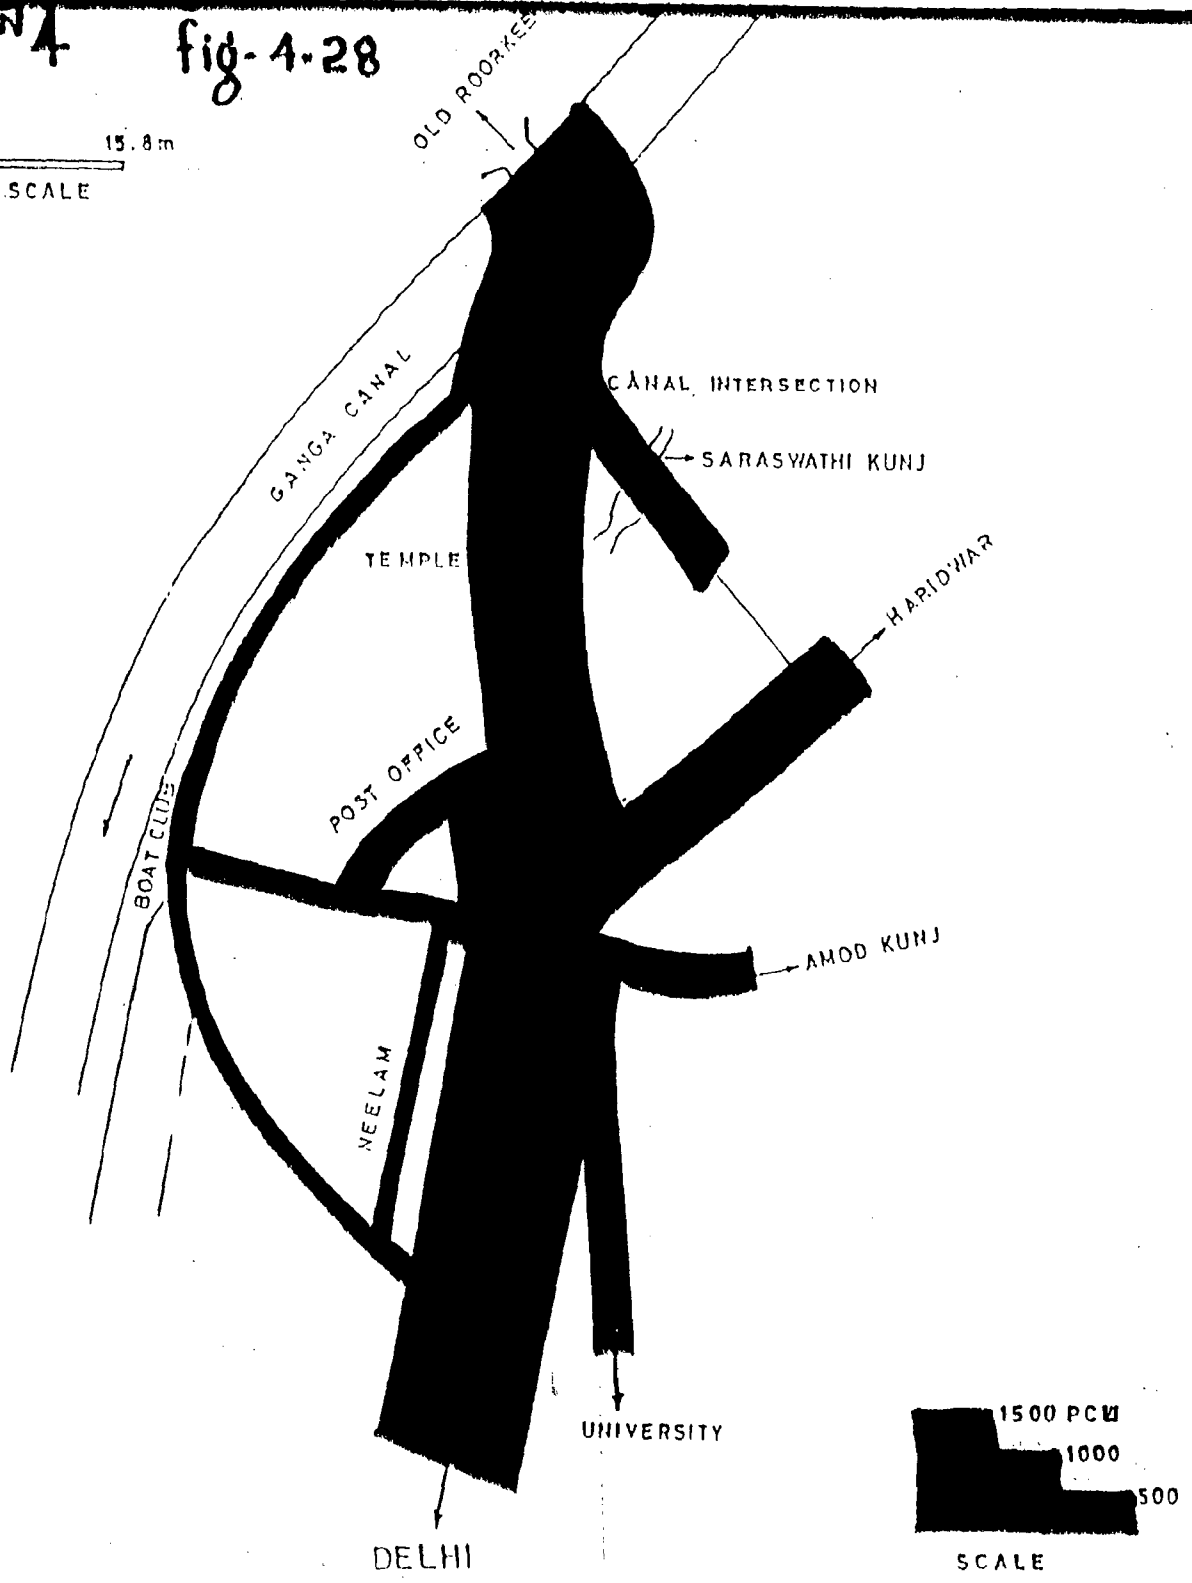 fig-4.28
15.8m
SCALE
OLD ROORKEE
GANGA CANAL
CANAL INTERSECTION
SARASWATHI KUNJ
TEMPLE
HARIDWAR
POST OFFICE
BOAT CLUB
AMOD KUNJ
NEELAM
UNIVERSITY
DELHI
1500 PCU
1000
500
SCALE